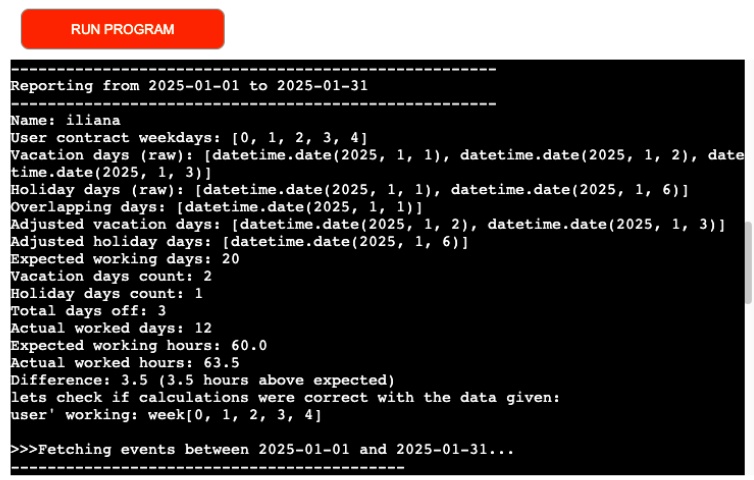 RUN PROGRAM
-----------------------------------------------------
Reporting from 2025-01-01 to 2025-01-31
-----------------------------------------------------
Name: iliana
User contract weekdays: [0, 1, 2, 3, 4]
Vacation days (raw): [datetime.date(2025, 1, 1), datetime.date(2025, 1, 2), date
time.date(2025, 1, 3)]
Holiday days (raw): [datetime.date(2025, 1, 1), datetime.date(2025, 1, 6)]
Overlapping days: [datetime.date(2025, 1, 1)]
Adjusted vacation days: [datetime.date(2025, 1, 2), datetime.date(2025, 1, 3)]
Adjusted holiday days: [datetime.date(2025, 1, 6)]
Expected working days: 20
Vacation days count: 2
Holiday days count: 1
Total days off: 3
Actual worked days: 12
Expected working hours: 60.0
Actual worked hours: 63.5
Difference: 3.5 (3.5 hours above expected)
lets check if calculations were correct with the data given:
user' working: week[0, 1, 2, 3, 4]
>>>Fetching events between 2025-01-01 and 2025-01-31...
-------------------------------------------